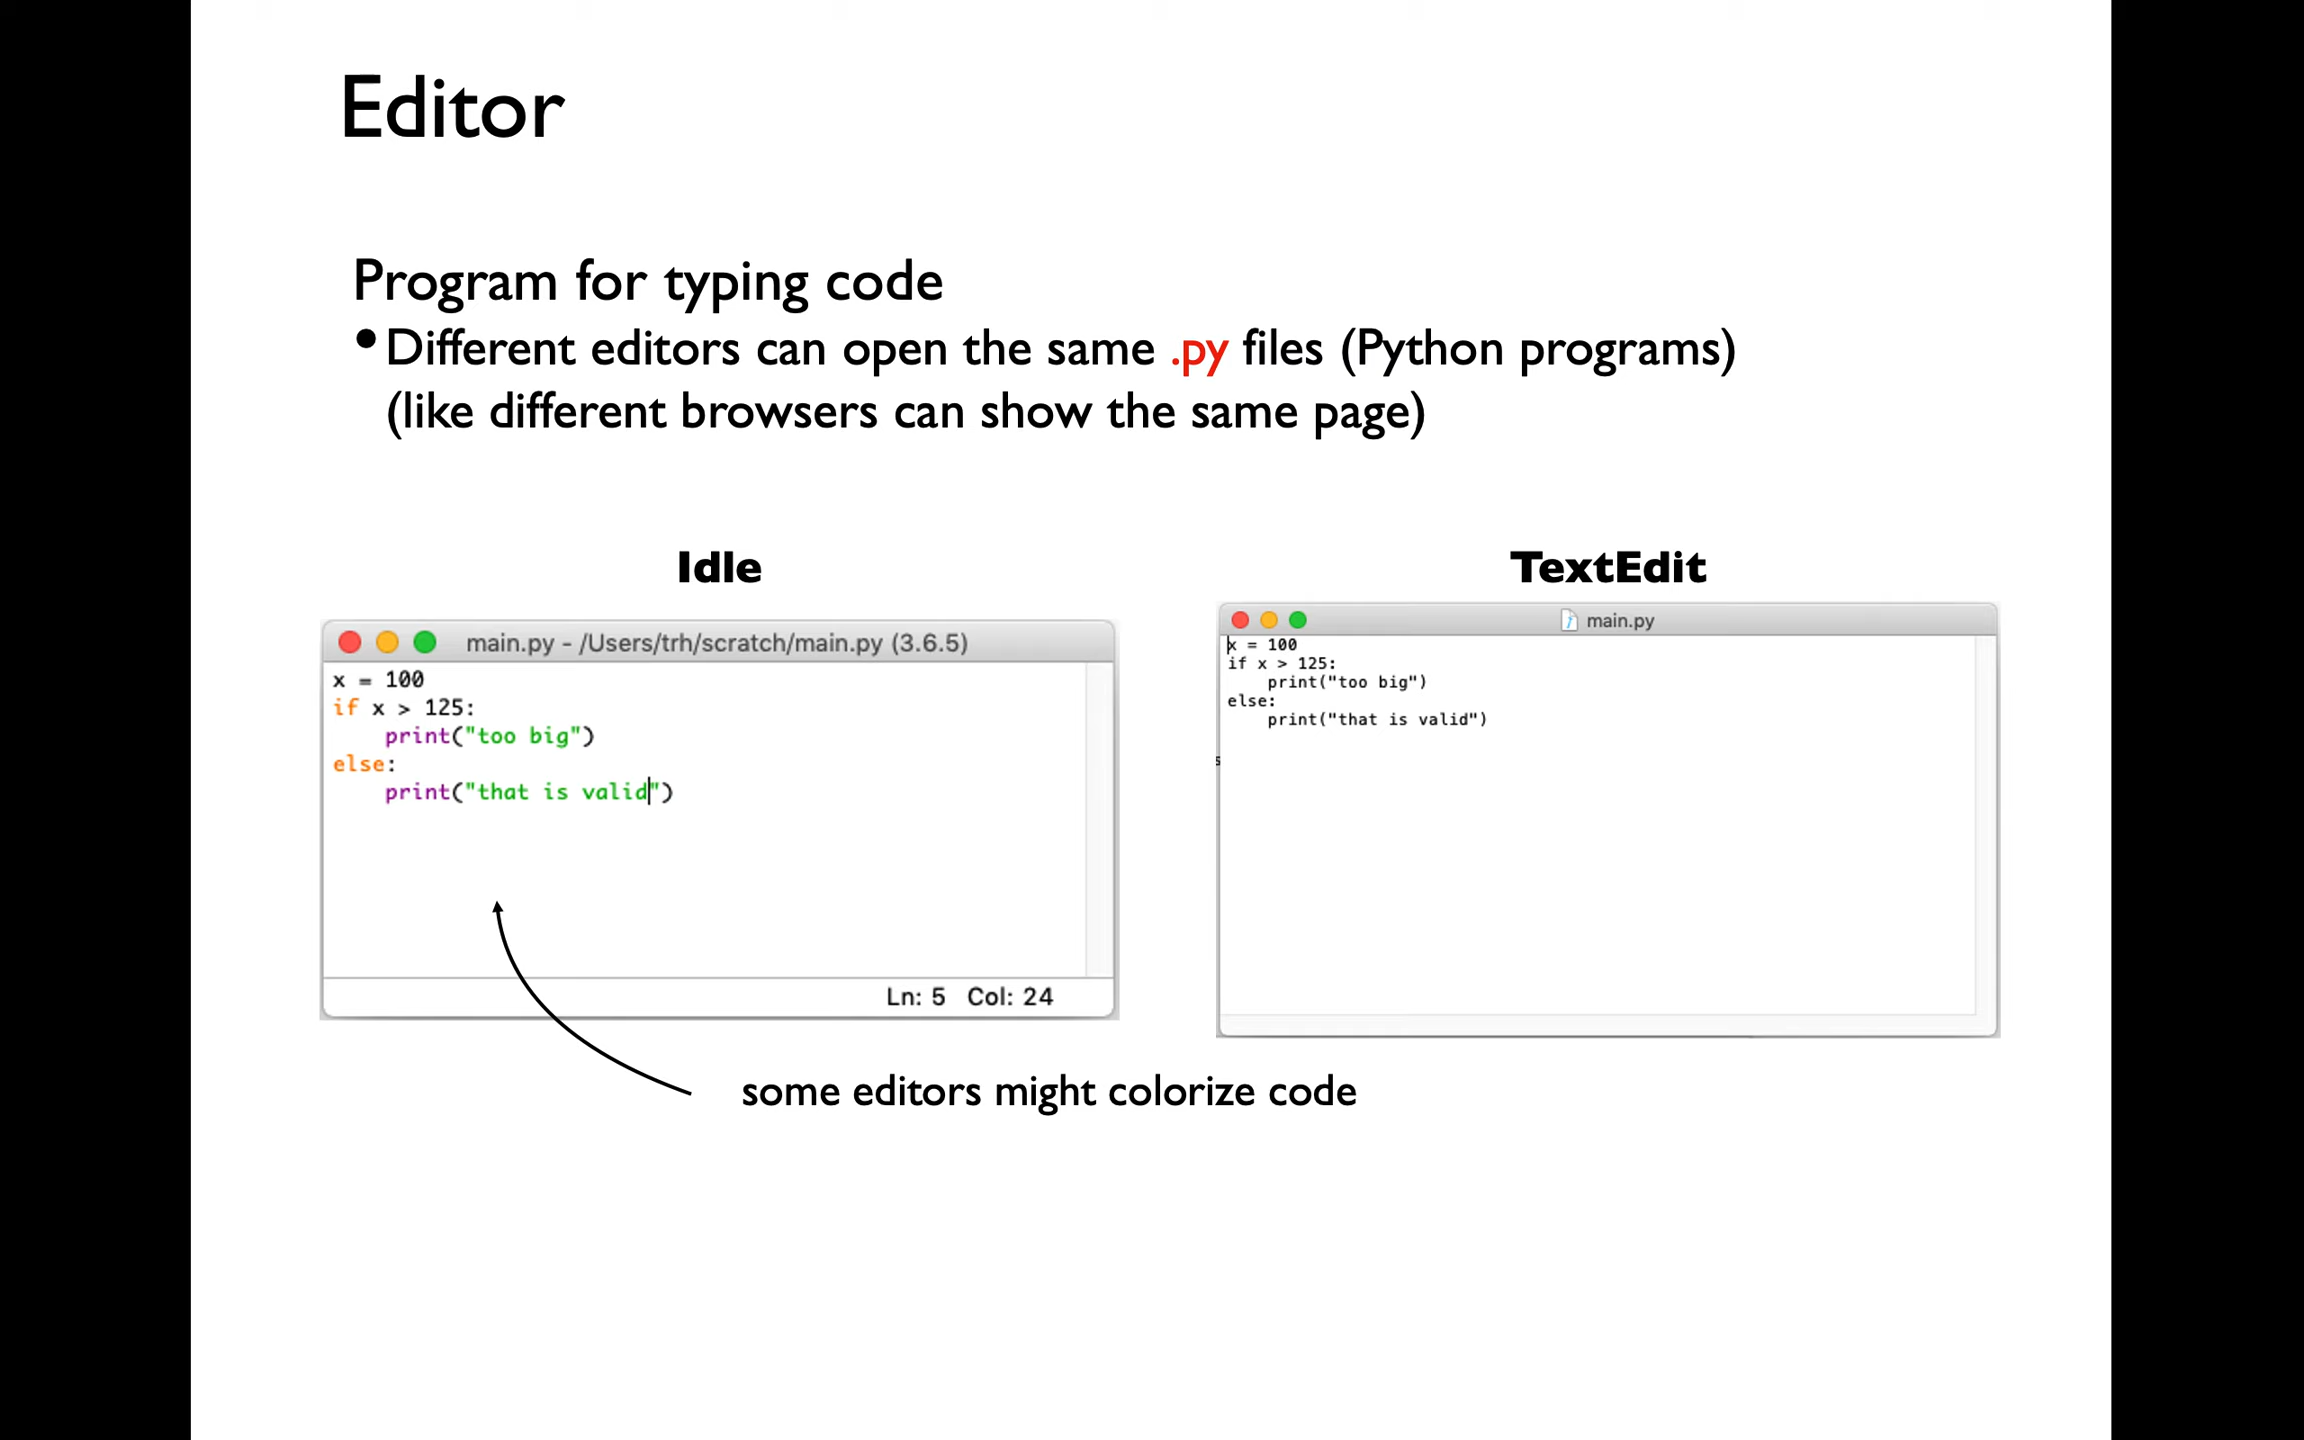 Editor
Program for typing code
•Different editors can open the same .py files (Python programs)
(like different browsers can show the same page)
Idle
TextEdit
main.py - /Users/trh/scratch/main.py (3.6.5)
x = 100
if x > 125:
    print("too big")
else:
    print("that is valid")
Ln: 5 Col: 24
main.py
x = 100
if x > 125:
    print("too big")
else:
    print("that is valid")
s
some editors might colorize code